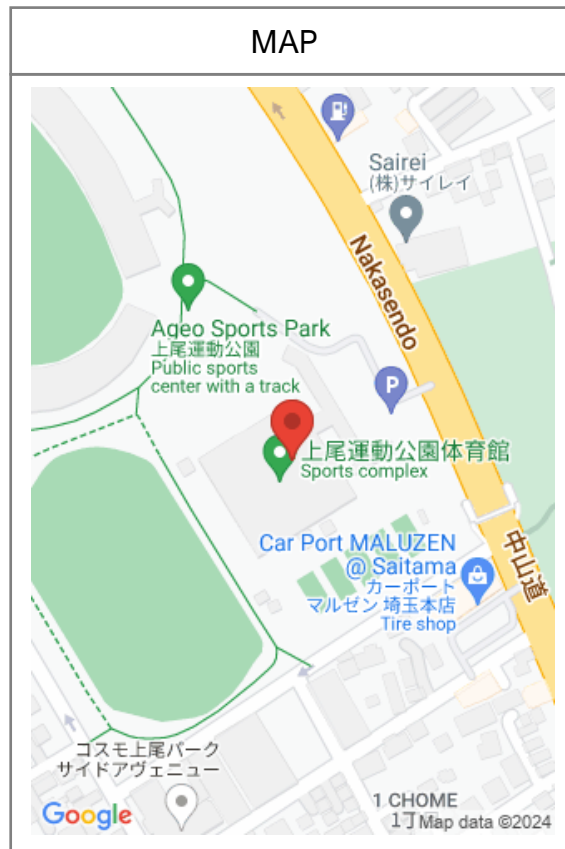 MAP
Sairei
(株)サイレイ
Nakasendo
Ageo Sports Park
上尾運動公園
Public sports
center with a track
P
上尾運動公園体育館
Sports complex
Car Port MALUZEN
@ Saitama
カーポート
マルゼン 埼玉本店
Tire shop
中山道
コスモ上尾パーク
サイドアヴェニュー
1 CHOME
1丁
Google
Map data ©2024